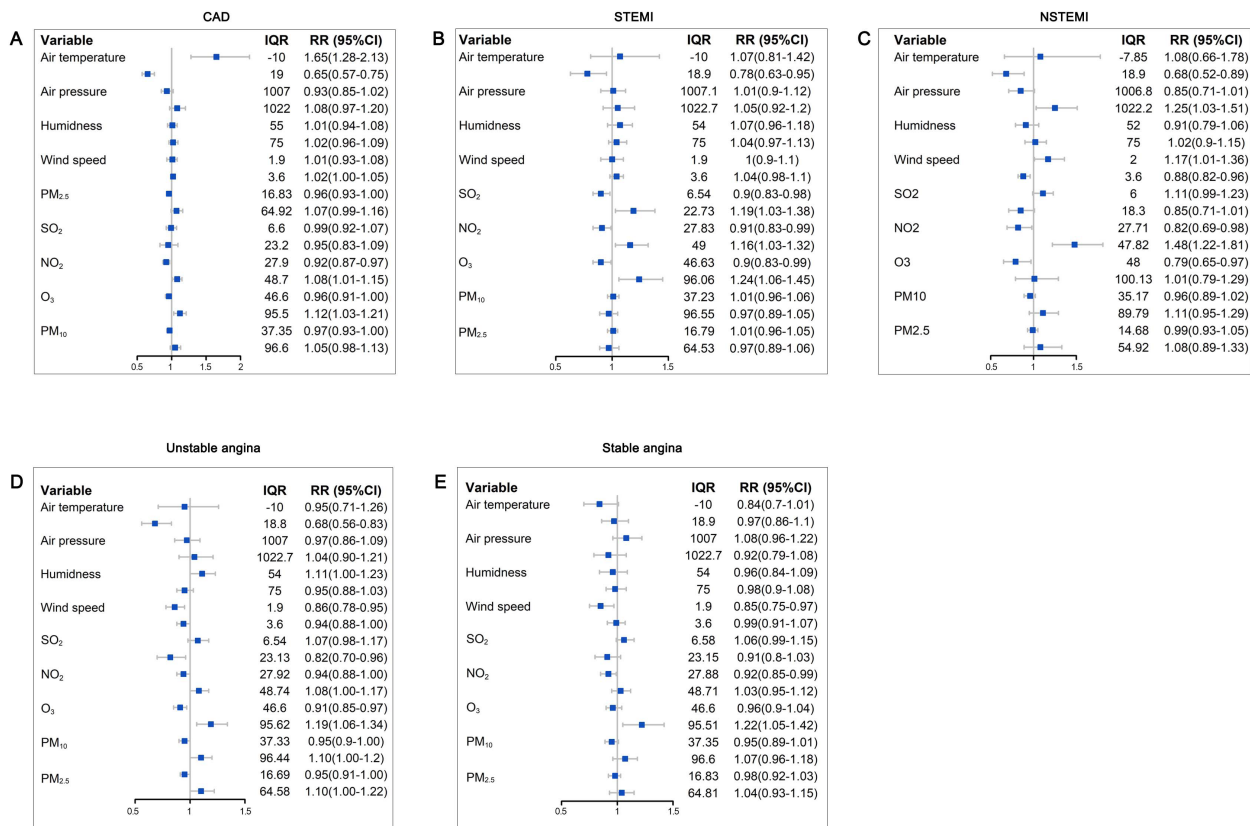 CAD
A
Variable IQR RR (95%CI)
Air temperature -10 1.65(1.28-2.13)
19 0.65(0.57-0.75)
Air pressure 1007 0.93(0.85-1.02)
1022 1.08(0.97-1.20)
Humidness 55 1.01(0.94-1.08)
75 1.02(0.96-1.09)
Wind speed 1.9 1.01(0.93-1.08)
3.6 1.02(1.00-1.05)
PM2.5 16.83 0.96(0.93-1.00)
64.92 1.07(0.99-1.16)
SO2 6.6 0.99(0.92-1.07)
23.2 0.95(0.83-1.09)
NO2 27.9 0.92(0.87-0.97)
48.7 1.08(1.01-1.15)
O3 46.6 0.96(0.91-1.00)
95.5 1.12(1.03-1.21)
PM10 37.35 0.97(0.93-1.00)
96.6 1.05(0.98-1.13)
0.5 1 1.5 2
STEMI
B
Variable IQR RR (95%CI)
Air temperature -10 1.07(0.81-1.42)
18.9 0.78(0.63-0.95)
Air pressure 1007.1 1.01(0.9-1.12)
1022.7 1.05(0.92-1.2)
Humidness 54 1.07(0.96-1.18)
75 1.04(0.97-1.13)
Wind speed 1.9 1(0.9-1.1)
3.6 1.04(0.98-1.1)
SO2 6.54 0.9(0.83-0.98)
22.73 1.19(1.03-1.38)
NO2 27.83 0.91(0.83-0.99)
49 1.16(1.03-1.32)
O3 46.63 0.9(0.83-0.99)
96.06 1.24(1.06-1.45)
PM10 37.23 1.01(0.96-1.06)
96.55 0.97(0.89-1.05)
PM2.5 16.79 1.01(0.96-1.05)
64.53 0.97(0.89-1.06)
0.5 1 1.5
NSTEMI
C
Variable IQR RR (95%CI)
Air temperature -7.85 1.08(0.66-1.78)
18.9 0.68(0.52-0.89)
Air pressure 1006.8 0.85(0.71-1.01)
1022.2 1.25(1.03-1.51)
Humidness 52 0.91(0.79-1.06)
75 1.02(0.9-1.15)
Wind speed 2 1.17(1.01-1.36)
3.6 0.88(0.82-0.96)
SO2 6 1.11(0.99-1.23)
18.3 0.85(0.71-1.01)
NO2 27.71 0.82(0.69-0.98)
47.82 1.48(1.22-1.81)
O3 48 0.79(0.65-0.97)
100.13 1.01(0.79-1.29)
PM10 35.17 0.96(0.89-1.02)
89.79 1.11(0.95-1.29)
PM2.5 14.68 0.99(0.93-1.05)
54.92 1.08(0.89-1.33)
0.5 1 1.5
Unstable angina
D
Variable IQR RR (95%CI)
Air temperature -10 0.95(0.71-1.26)
18.8 0.68(0.56-0.83)
Air pressure 1007 0.97(0.86-1.09)
1022.7 1.04(0.90-1.21)
Humidness 54 1.11(1.00-1.23)
75 0.95(0.88-1.03)
Wind speed 1.9 0.86(0.78-0.95)
3.6 0.94(0.88-1.00)
SO2 6.54 1.07(0.98-1.17)
23.13 0.82(0.70-0.96)
NO2 27.92 0.94(0.88-1.00)
48.74 1.08(1.00-1.17)
O3 46.6 0.91(0.85-0.97)
95.62 1.19(1.06-1.34)
PM10 37.33 0.95(0.9-1.00)
96.44 1.10(1.00-1.2)
PM2.5 16.69 0.95(0.91-1.00)
64.58 1.10(1.00-1.22)
0.5 1 1.5
Stable angina
E
Variable IQR RR (95%CI)
Air temperature -10 0.84(0.7-1.01)
18.9 0.97(0.86-1.1)
Air pressure 1007 1.08(0.96-1.22)
1022.7 0.92(0.79-1.08)
Humidness 54 0.96(0.84-1.09)
75 0.98(0.9-1.08)
Wind speed 1.9 0.85(0.75-0.97)
3.6 0.99(0.91-1.07)
SO2 6.58 1.06(0.99-1.15)
23.15 0.91(0.8-1.03)
NO2 27.88 0.92(0.85-0.99)
48.71 1.03(0.95-1.12)
O3 46.6 0.96(0.9-1.04)
95.51 1.22(1.05-1.42)
PM10 37.35 0.95(0.89-1.01)
96.6 1.07(0.96-1.18)
PM2.5 16.83 0.98(0.92-1.03)
64.81 1.04(0.93-1.15)
0.5 1 1.5